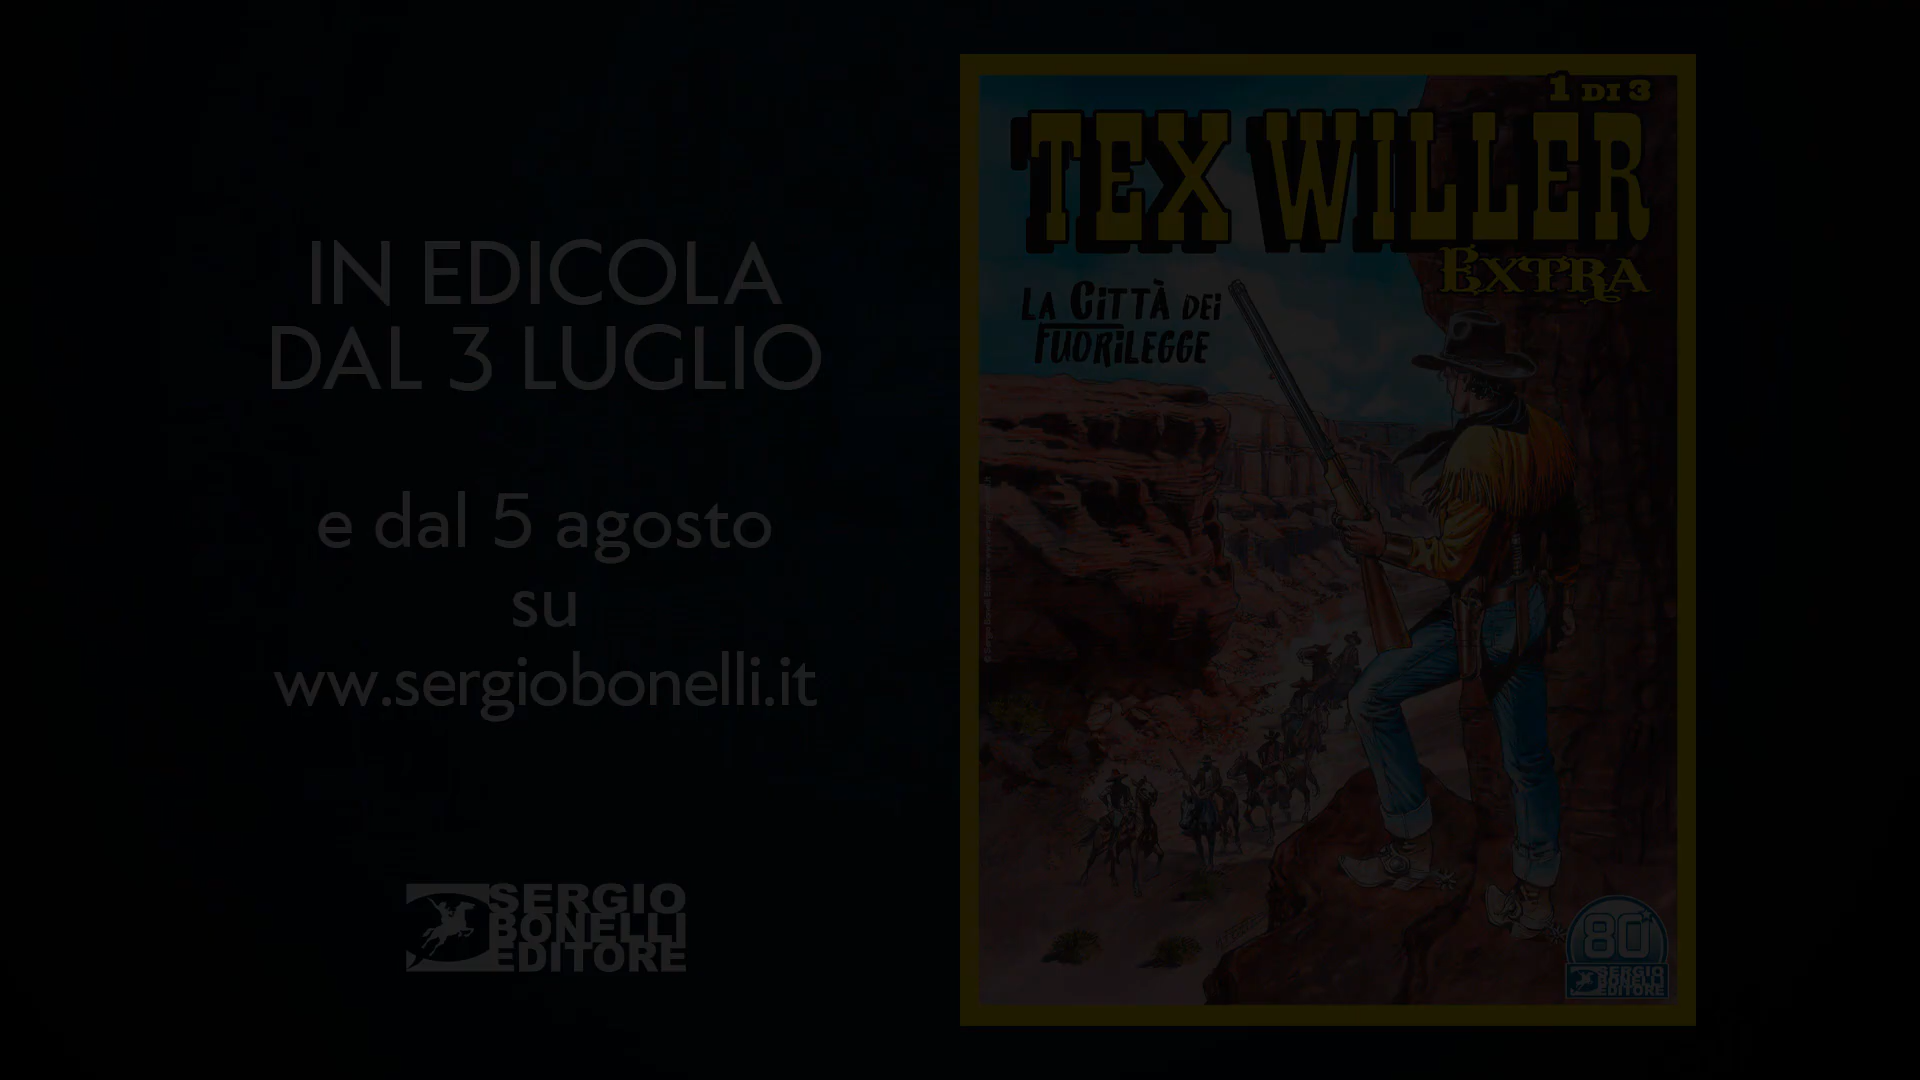 IN EDICOLA
DAL 3 LUGLIO
e dal 5 agosto
su
ww.sergiobonelli.it
SERGIO
BONELLI
EDITORE
1 DI 3
TEX WILLER
EXTRA
LA CiTTÀ DEi
FUORiLEGGE
80°
SERGIO
BONELLI
EDITORE